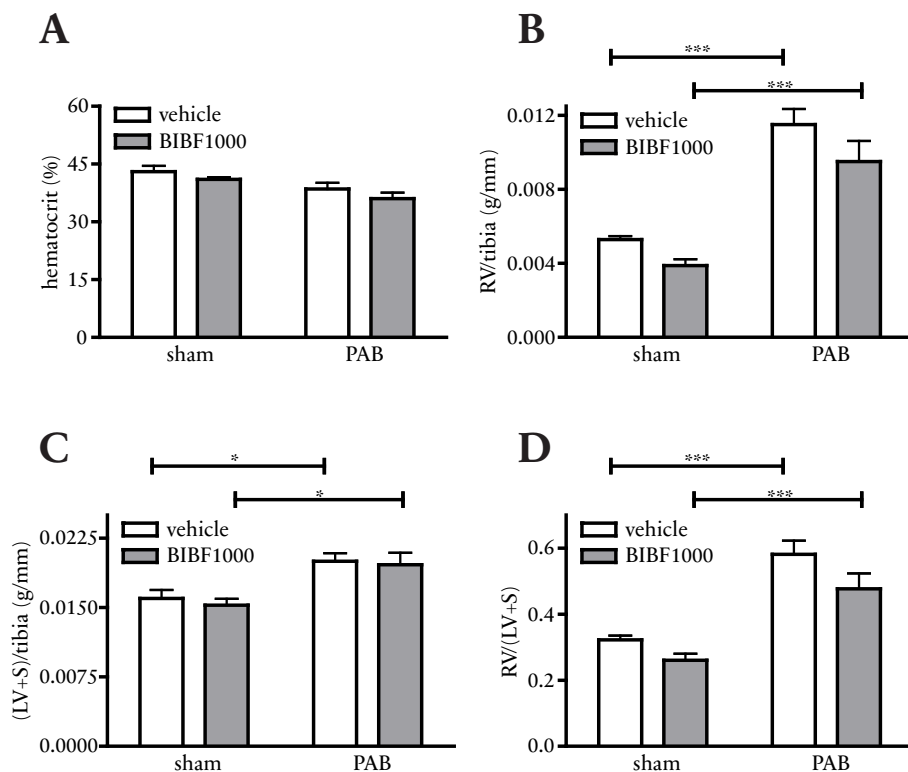 A
hematocrit (%)
60
45
30
15
0
vehicle
BIBF1000
sham
PAB
B
***
***
RV/tibia (g/mm)
0.012
0.008
0.004
0.000
vehicle
BIBF1000
sham
PAB
C
*
*
(LV+S)/tibia (g/mm)
0.0225
0.0150
0.0075
0.0000
vehicle
BIBF1000
sham
PAB
D
***
***
RV/(LV+S)
0.6
0.4
0.2
0.0
vehicle
BIBF1000
sham
PAB